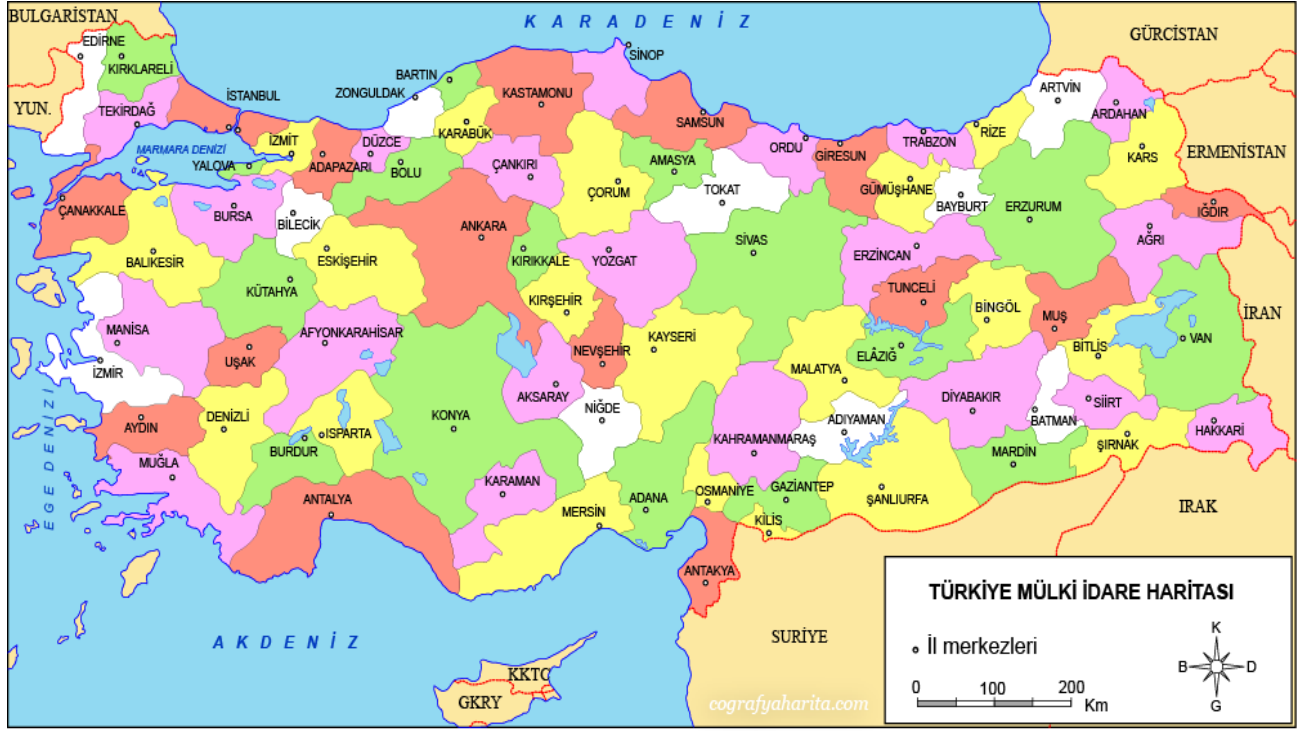 BULGARİSTAN
K A R A D E N İ Z
GÜRCİSTAN
EDİRNE
KIRKLARELİ
SİNOP
BARTIN
ZONGULDAK
KASTAMONU
ARTVİN
İSTANBUL
YUN.
TEKİRDAĞ
ARDAHAN
SAMSUN
KARABÜK
RİZE
İZMİT
DÜZCE
TRABZON
MARMARA DENİZİ
ORDU
GİRESUN
ERMENİSTAN
KARS
YALOVA
ADAPAZARI
BOLU
ÇANKIRI
AMASYA
ÇORUM
TOKAT
GÜMÜŞHANE
BAYBURT
ERZURUM
IĞDIR
ÇANAKKALE
BURSA
BİLECİK
ANKARA
SİVAS
AĞRI
BALIKESİR
ESKİŞEHİR
KIRIKKALE
YOZGAT
ERZİNCAN
KÜTAHYA
TUNCELİ
KIRŞEHİR
BİNGÖL
MUŞ
İRAN
MANİSA
AFYONKARAHİSAR
KAYSERİ
VAN
UŞAK
NEVŞEHİR
ELÂZIĞ
BİTLİS
İZMİR
MALATYA
AKSARAY
DİYABAKIR
SİİRT
EGE DENİZİ
DENİZLİ
KONYA
NİĞDE
ADIYAMAN
BATMAN
AYDIN
ISPARTA
KAHRAMANMARAŞ
HAKKARİ
BURDUR
MARDİN
ŞIRNAK
MUĞLA
KARAMAN
GAZİANTEP
OSMANİYE
ADANA
ŞANLIURFA
ANTALYA
MERSİN
KİLİS
IRAK
ANTAKYA
TÜRKİYE MÜLKİ İDARE HARİTASI
A K D E N İ Z
SURİYE
İl merkezleri
K
B D
G
KKTC
GKRY
0 100 200
Km
cografyaharita.com